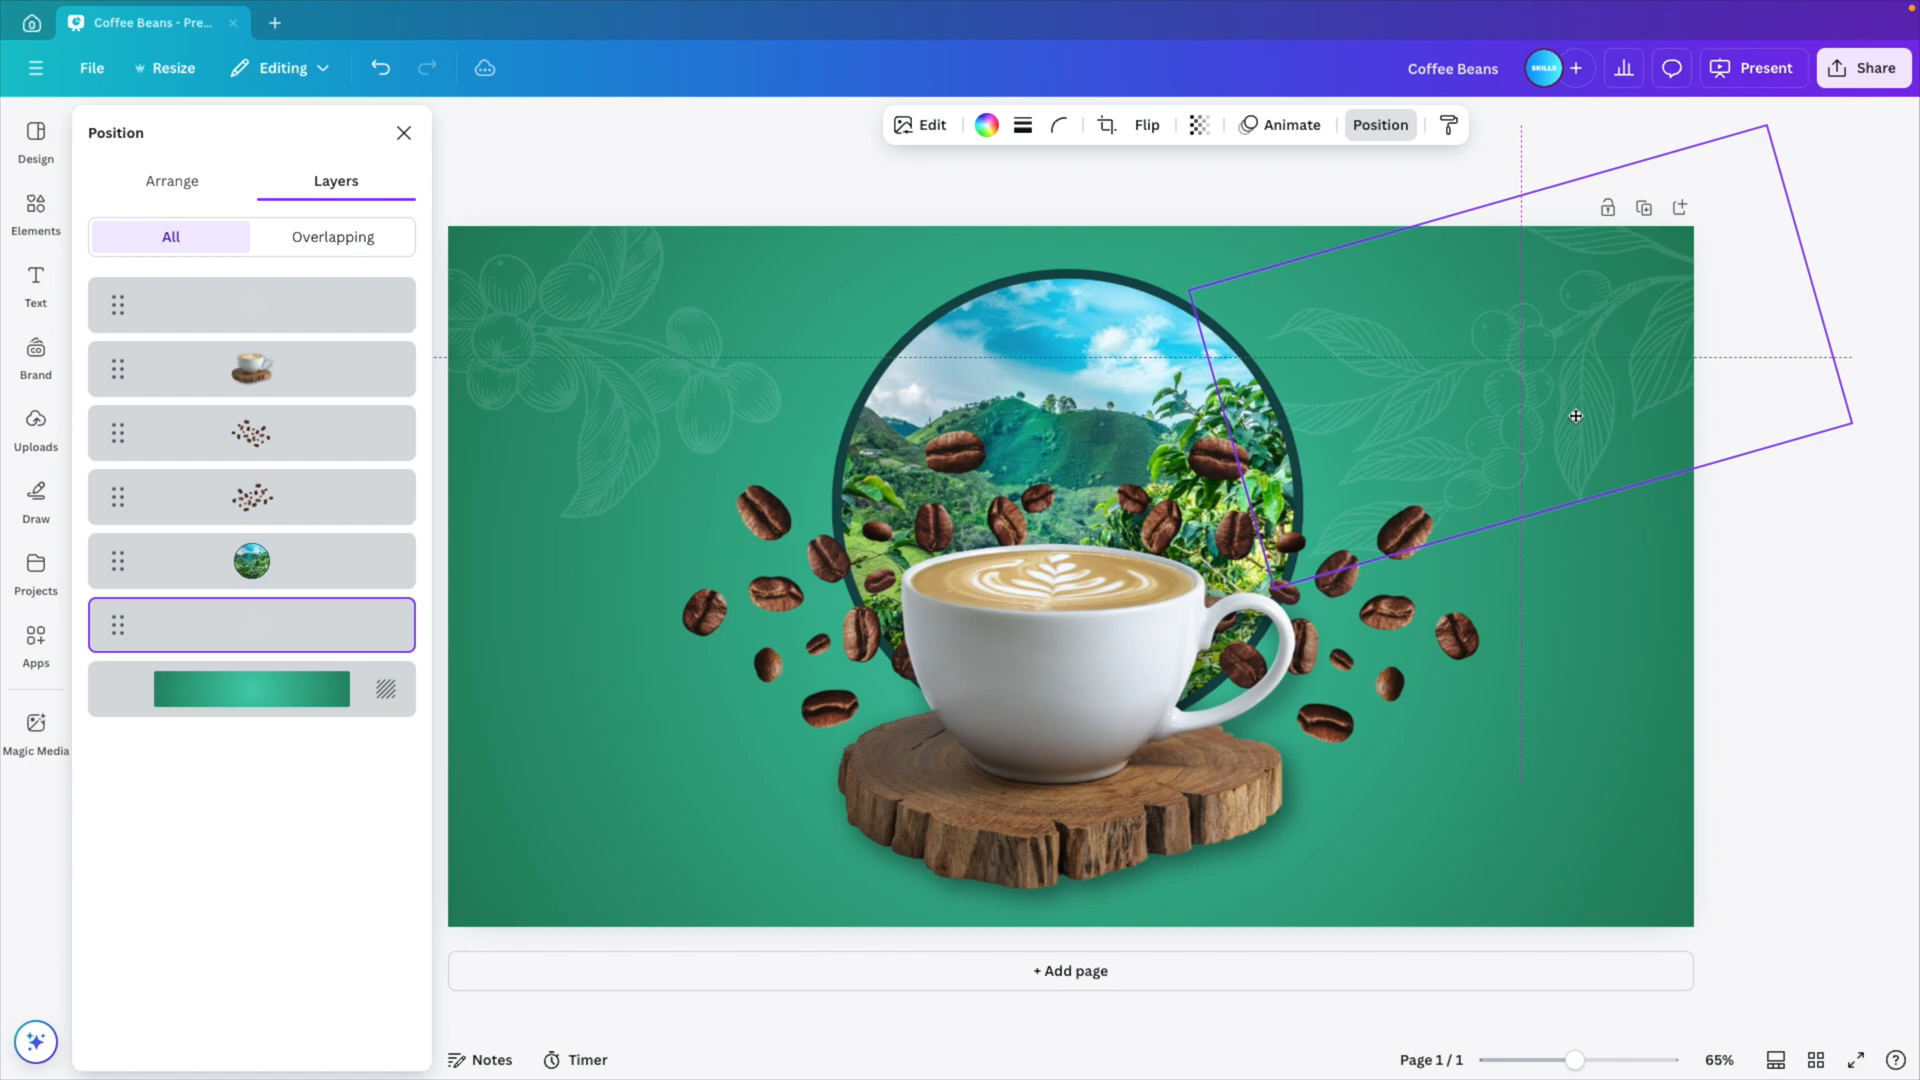 Coffee Beans - Pre...
File
Resize
Editing
Coffee Beans
SKILLS
Present
Share
Design
Elements
Text
Brand
Uploads
Draw
Projects
Apps
Magic Media
Position
Arrange
Layers
All
Overlapping
Edit
Flip
Animate
Position
+ Add page
Notes
Timer
Page 1 / 1
65%